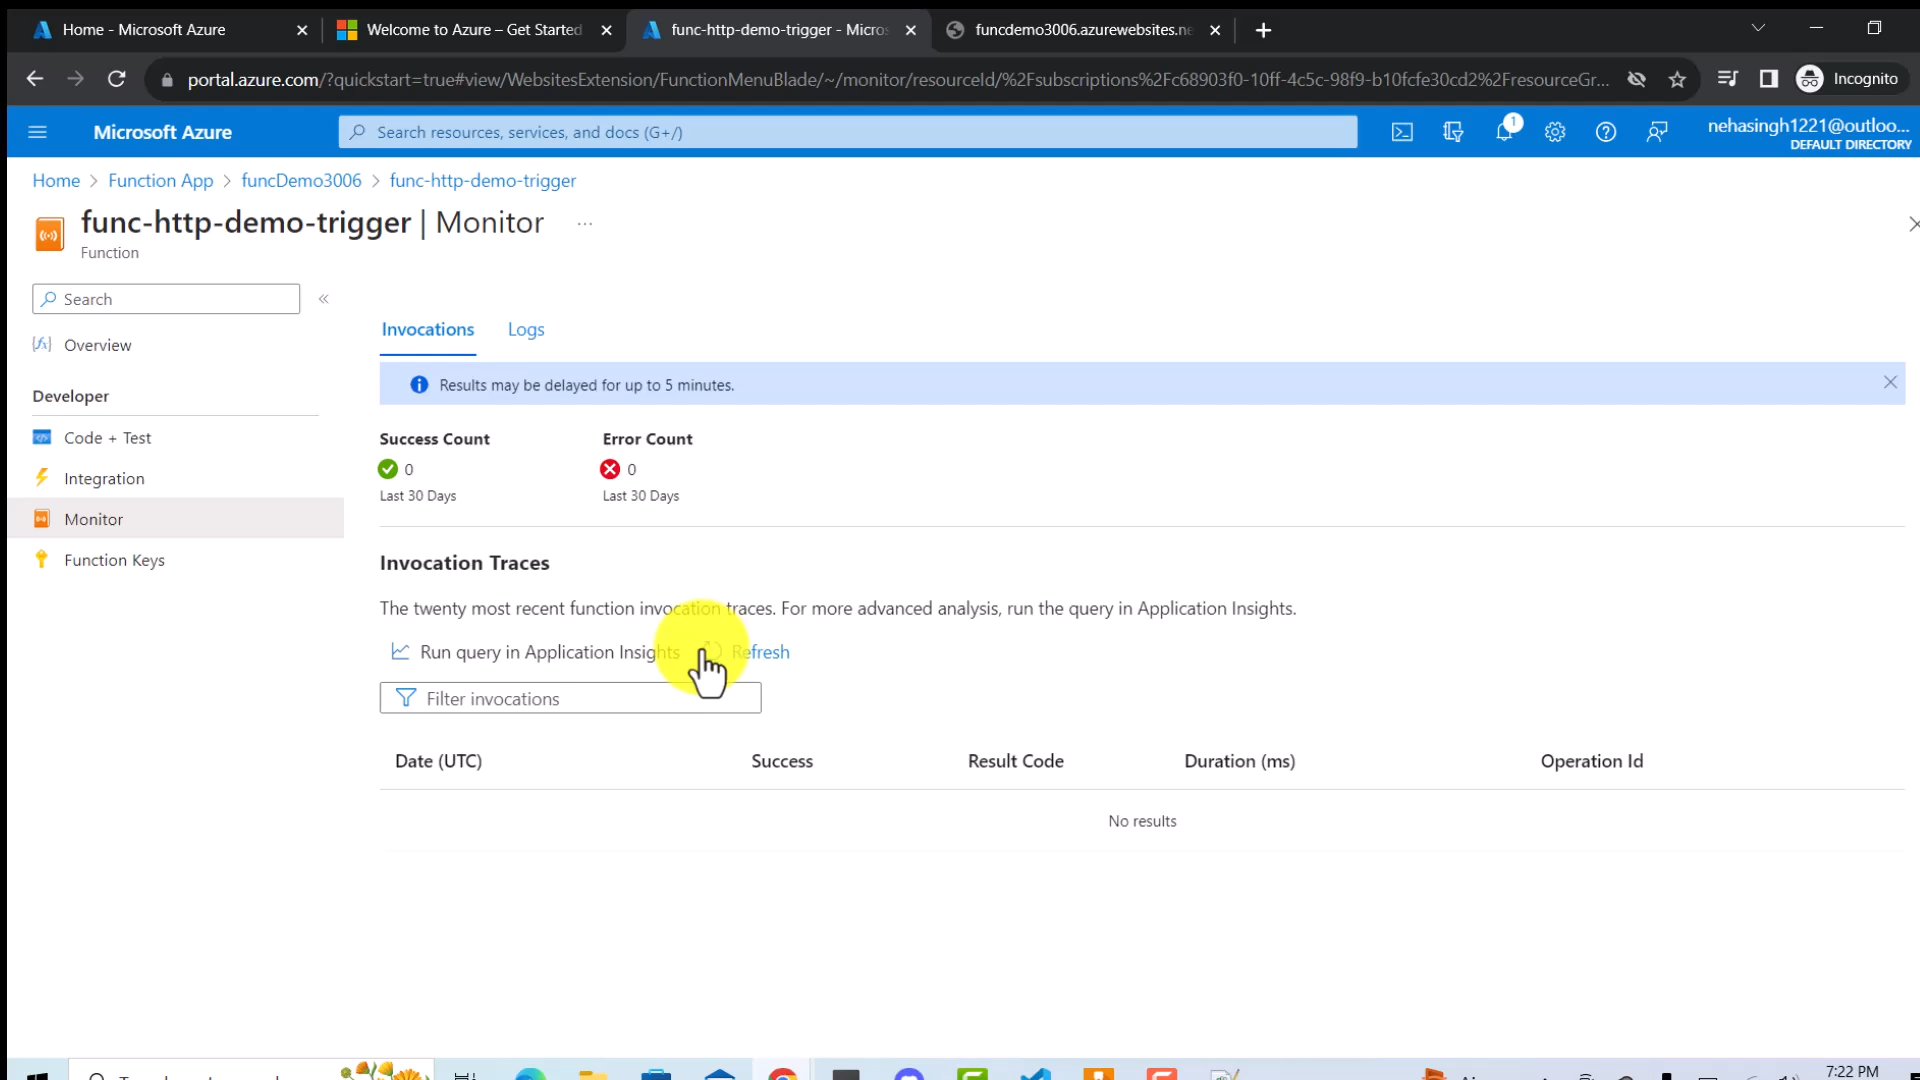 Home - Microsoft Azure
Welcome to Azure – Get Started
func-http-demo-trigger - Micros
funcdemo3006.azurewebsites.ne
portal.azure.com/?quickstart=true#view/WebsitesExtension/FunctionMenuBlade/~/monitor/resourceId/%2Fsubscriptions%2Fc68903f0-10ff-4c5c-98f9-b10fcfe30cd2%2FresourceGr...
Incognito
Microsoft Azure
Search resources, services, and docs (G+/)
1
nehasingh1221@outloo...
DEFAULT DIRECTORY
Home > Function App > funcDemo3006 > func-http-demo-trigger
func-http-demo-trigger | Monitor ...
Function
Search
«
Overview
Developer
Code + Test
Integration
Monitor
Function Keys
Invocations Logs
Results may be delayed for up to 5 minutes.
Success Count Error Count
0 0
Last 30 Days Last 30 Days
Invocation Traces
The twenty most recent function invocation traces. For more advanced analysis, run the query in Application Insights.
Run query in Application Insights Refresh
Filter invocations
Date (UTC) Success Result Code Duration (ms) Operation Id
No results
7:22 PM